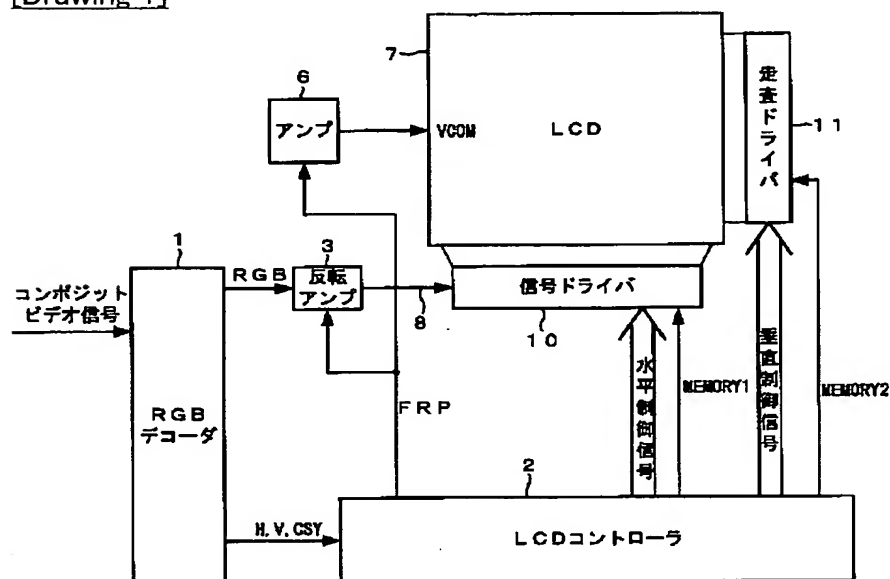 [Drawing 1]
7
6
アンプ
VCOM
LCD
走査ドライバ
11
1
RGB
3
反転
アンプ
8
信号ドライバ
10
コンポジット
ビデオ信号
RGB
デコーダ
FRP
水平制御信号
MEMORY1
垂直制御信号
MEMORY2
2
H.V.CSY
LCDコントローラ